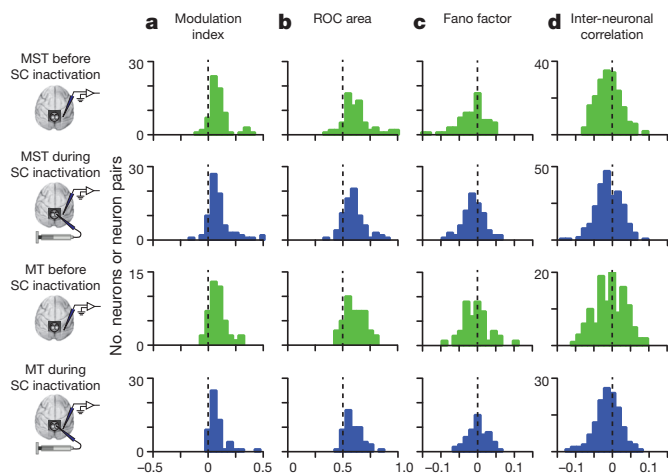 a Modulation index
b ROC area
c Fano factor
d Inter-neuronal correlation
MST before
SC inactivation
30
0
40
0
MST during
SC inactivation
30
0
50
0
MT before
SC inactivation
15
0
20
0
MT during
SC inactivation
30
0
30
0
No. neurons or neuron pairs
−0.5 0 0.5
0 0.5 1.0
−0.1 0 0.1
−0.1 0 0.1